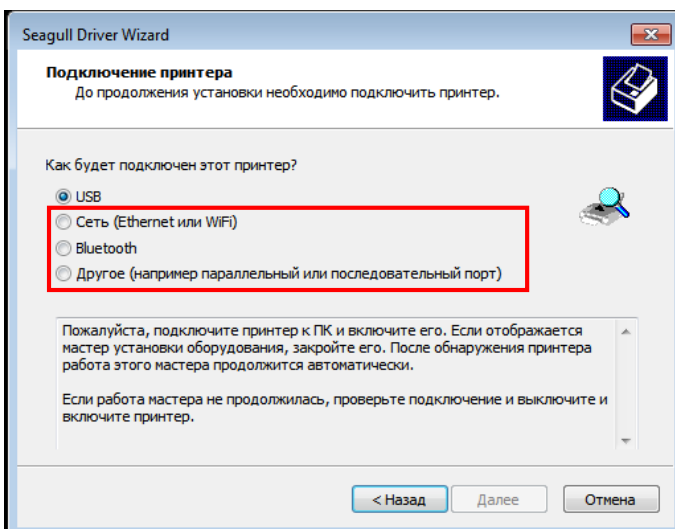 Seagull Driver Wizard
Подключение принтера
До продолжения установки необходимо подключить принтер.
Как будет подключен этот принтер?
USB
Сеть (Ethernet или WiFi)
Bluetooth
Другое (например параллельный или последовательный порт)
Пожалуйста, подключите принтер к ПК и включите его. Если отображается
мастер установки оборудования, закройте его. После обнаружения принтера
работа этого мастера продолжится автоматически.
Если работа мастера не продолжилась, проверьте подключение и выключите и
включите принтер.
< Назад
Далее
Отмена